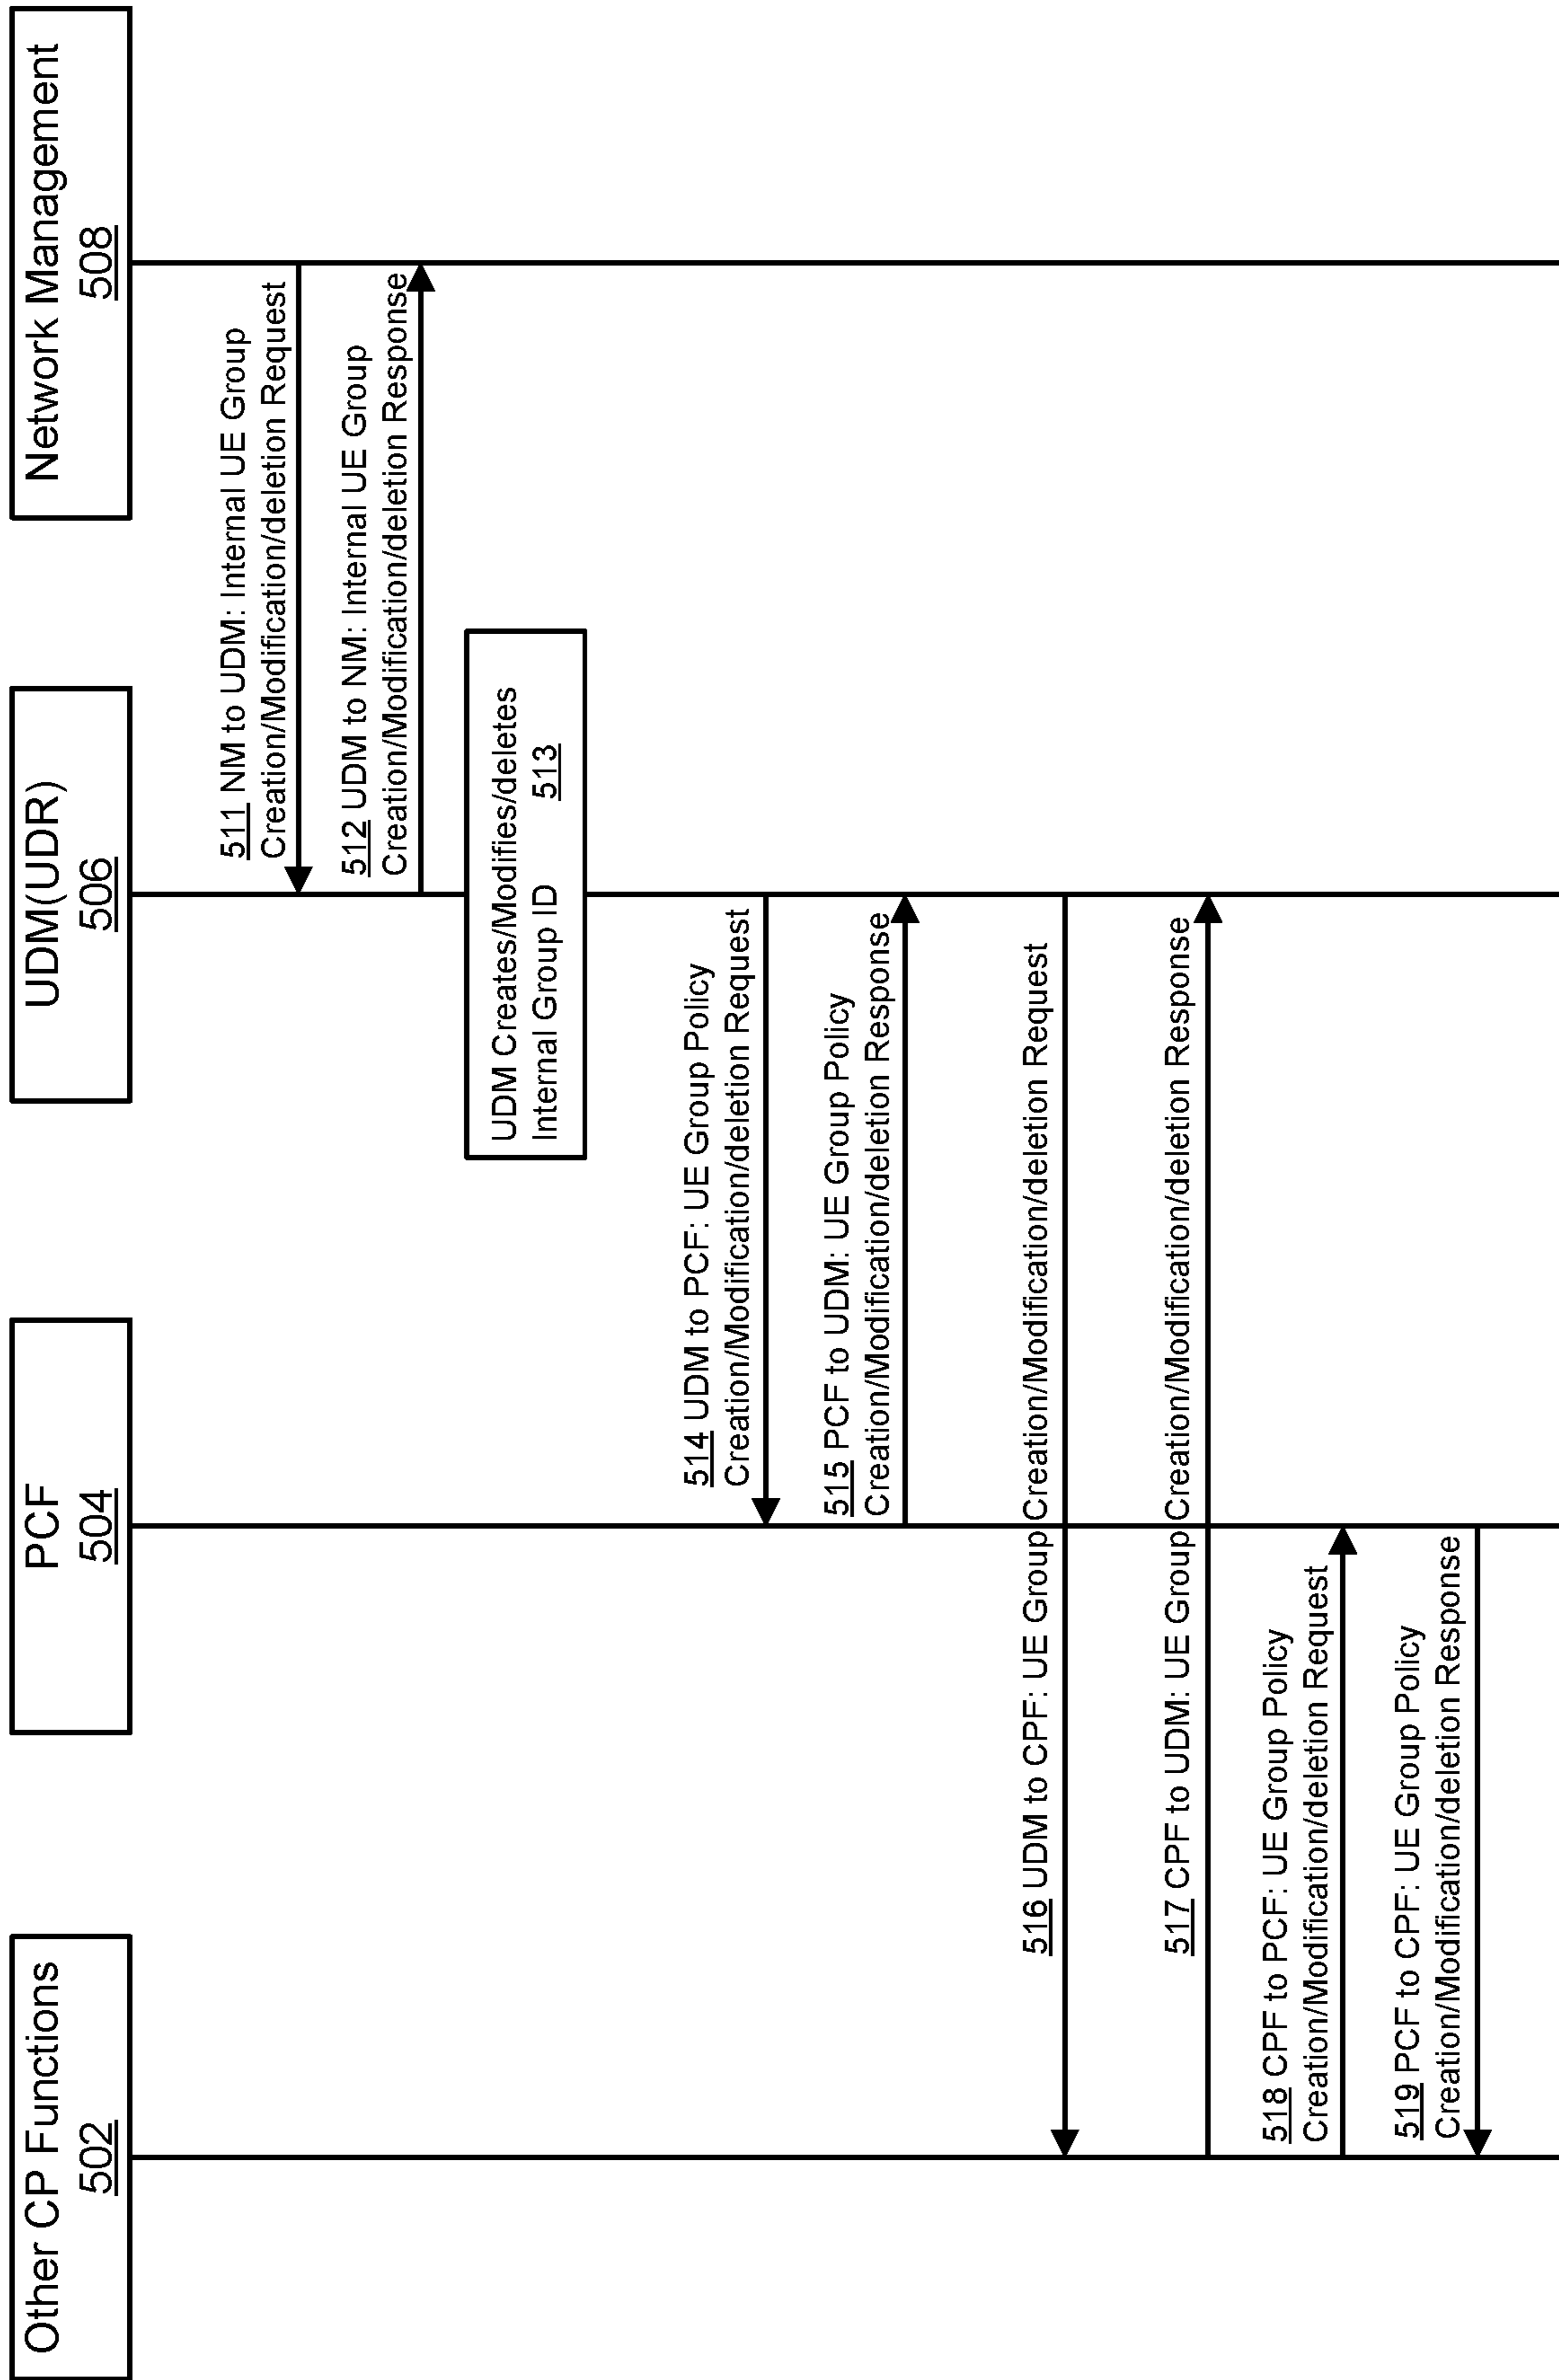 Other CP Functions
502
PCF
504
UDM(UDR)
506
Network Management
508
511 NM to UDM: Internal UE Group
Creation/Modification/deletion Request
512 UDM to NM: Internal UE Group
Creation/Modification/deletion Response
UDM Creates/Modifies/deletes
Internal Group ID 513
514 UDM to PCF: UE Group Policy
Creation/Modification/deletion Request
515 PCF to UDM: UE Group Policy
Creation/Modification/deletion Response
516 UDM to CPF: UE Group Creation/Modification/deletion Request
517 CPF to UDM: UE Group Creation/Modification/deletion Response
518 CPF to PCF: UE Group Policy
Creation/Modification/deletion Request
519 PCF to CPF: UE Group Policy
Creation/Modification/deletion Response